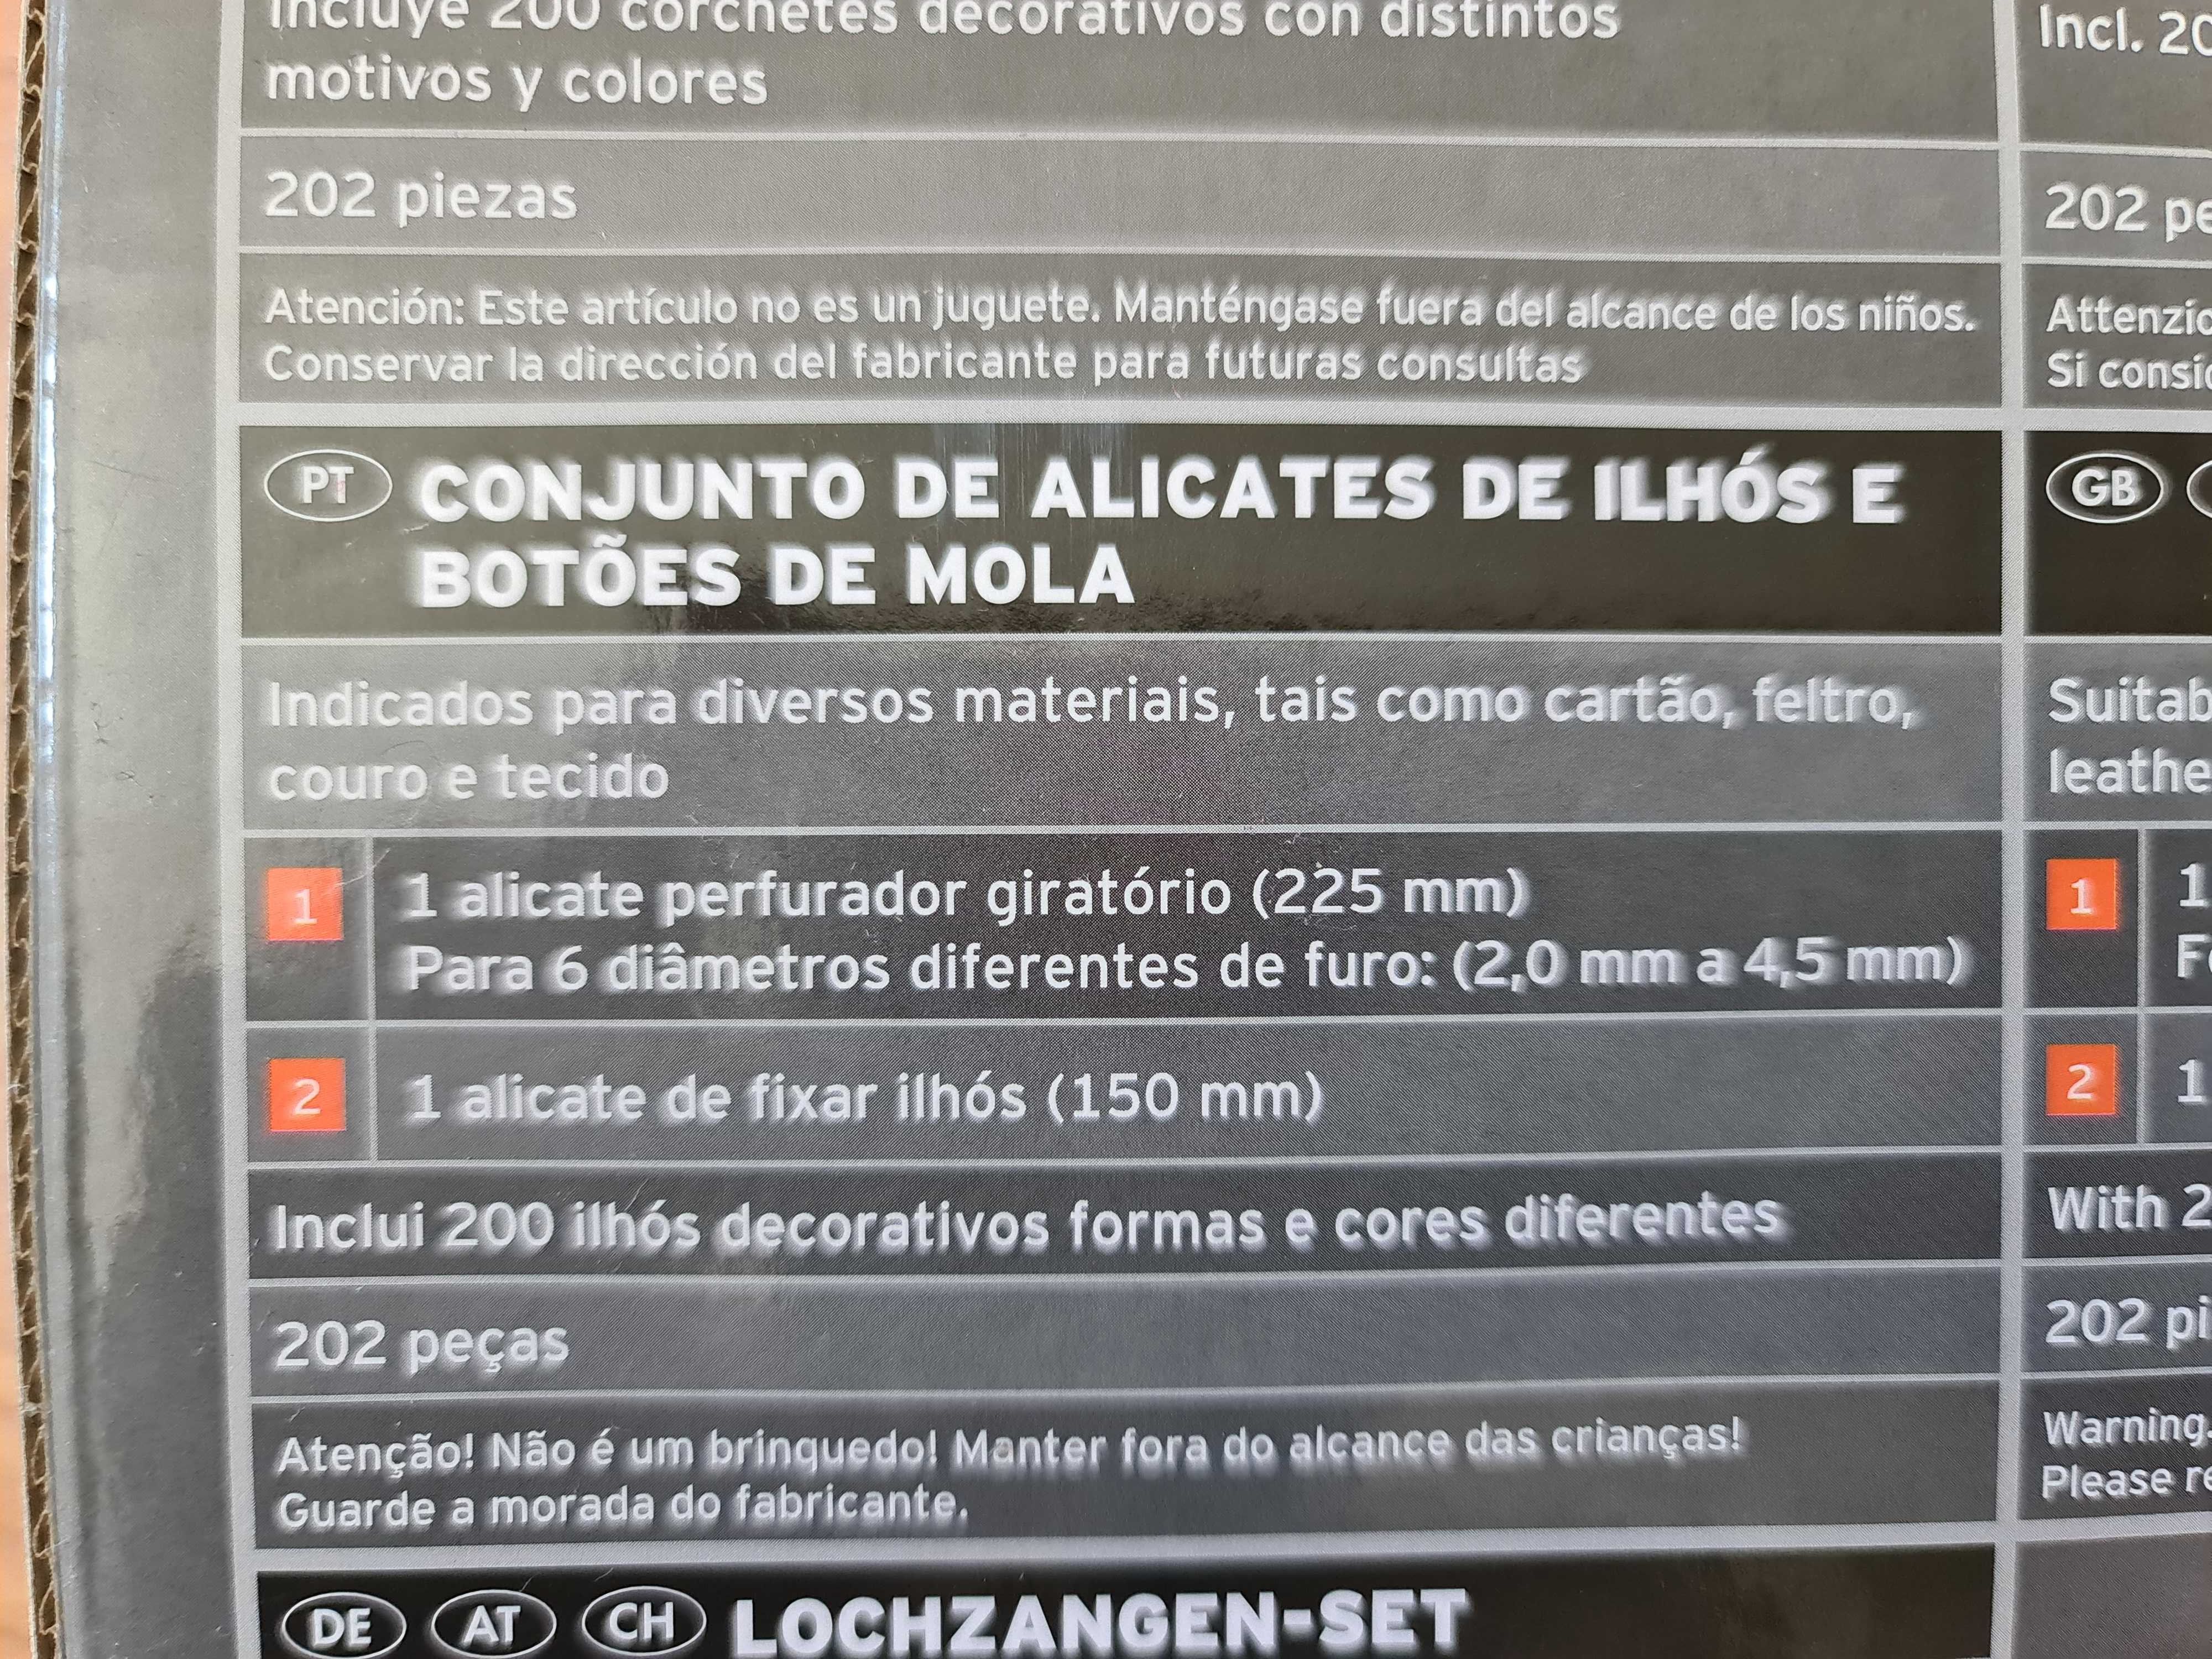 Incluye 200 corchetes decorativos con distintos
motivos y colores
202 piezas
Atención: Este artículo no es un juguete. Manténgase fuera del alcance de los niños.
Conservar la dirección del fabricante para futuras consultas
PT CONJUNTO DE ALICATES DE ILHÓS E
BOTÕES DE MOLA
Indicados para diversos materiais, tais como cartão, feltro,
couro e tecido
1 1 alicate perfurador giratório (225 mm)
Para 6 diâmetros diferentes de furo: (2,0 mm a 4,5 mm)
2 1 alicate de fixar ilhós (150 mm)
Inclui 200 ilhós decorativos formas e cores diferentes
202 peças
Atenção! Não é um brinquedo! Manter fora do alcance das crianças!
Guarde a morada do fabricante.
DE AT CH LOCHZANGEN-SET
Incl.
202
Si
GB
1 1
2 1
With
202
Warning.
Please